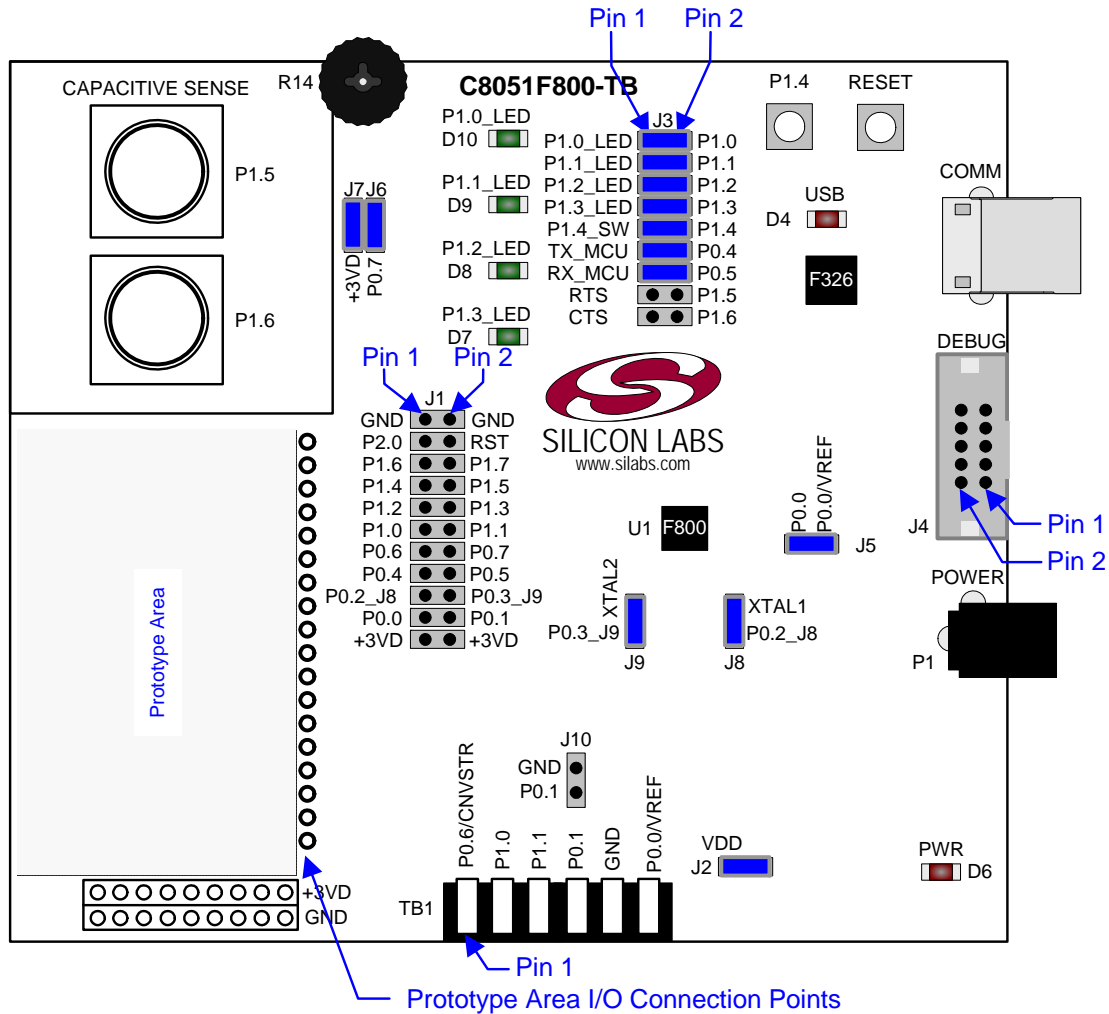 Pin 1 Pin 2
CAPACITIVE SENSE
R14
C8051F800-TB
P1.4 RESET
P1.5
P1.6
J7 J6
+3VD P0.7
P1.0_LED
D10
P1.1_LED
D9
P1.2_LED
D8
P1.3_LED
D7
J3
P1.0_LED P1.0
P1.1_LED P1.1
P1.2_LED P1.2
P1.3_LED P1.3
P1.4_SW P1.4
TX_MCU P0.4
RX_MCU P0.5
RTS P1.5
CTS P1.6
USB
D4
F326
COMM
DEBUG
J4
Pin 1
Pin 2
Pin 1 Pin 2
J1
GND GND
P2.0 RST
P1.6 P1.7
P1.4 P1.5
P1.2 P1.3
P1.0 P1.1
P0.6 P0.7
P0.4 P0.5
P0.2_J8 P0.3_J9
P0.0 P0.1
+3VD +3VD
SILICON LABS
www.silabs.com
U1 F800
P0.0 P0.0/VREF
J5
XTAL2
P0.3_J9
J9
XTAL1
P0.2_J8
J8
POWER
P1
Prototype Area
J10
GND
P0.1
P0.6/CNVSTR P1.0 P1.1 P0.1 GND P0.0/VREF
TB1
VDD
J2
PWR
D6
+3VD
GND
Pin 1
Prototype Area I/O Connection Points